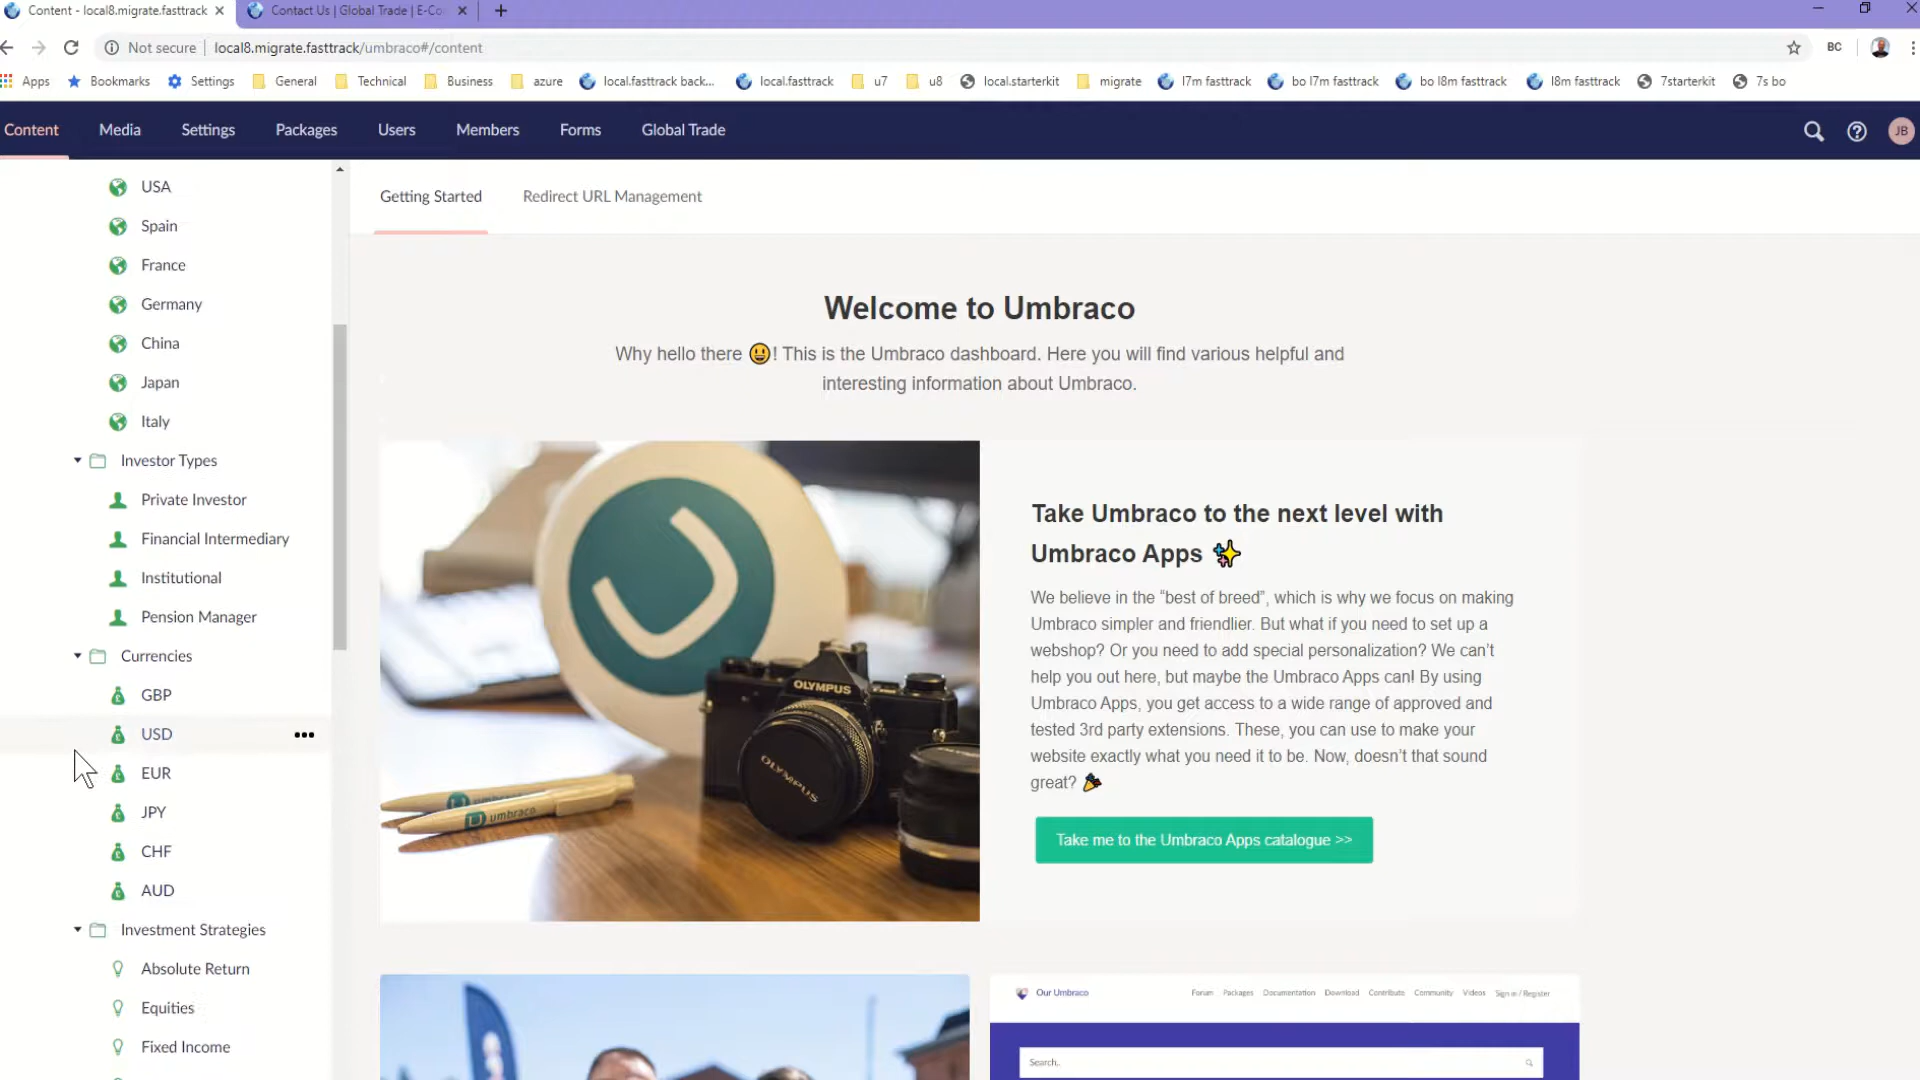 Content - local8.migrate.fasttrack
Contact Us | Global Trade | E-Co
Not secure
local8.migrate.fasttrack/umbraco#/content
BC
Apps
Bookmarks
Settings
General
Technical
Business
azure
local.fasttrack back...
local.fasttrack
u7
u8
local.starterkit
migrate
l7m fasttrack
bo l7m fasttrack
bo l8m fasttrack
l8m fasttrack
7starterkit
7s bo
Content
Media
Settings
Packages
Users
Members
Forms
Global Trade
JB
USA
Spain
France
Germany
China
Japan
Italy
Investor Types
Private Investor
Financial Intermediary
Institutional
Pension Manager
Currencies
GBP
USD
EUR
JPY
CHF
AUD
Investment Strategies
Absolute Return
Equities
Fixed Income
Getting Started
Redirect URL Management
Welcome to Umbraco
Why hello there 😃! This is the Umbraco dashboard. Here you will find various helpful and
interesting information about Umbraco.
OLYMPUS
OLYMPUS
umbraco
Take Umbraco to the next level with
Umbraco Apps ✨
We believe in the “best of breed”, which is why we focus on making
Umbraco simpler and friendlier. But what if you need to set up a
webshop? Or you need to add special personalization? We can’t
help you out here, but maybe the Umbraco Apps can! By using
Umbraco Apps, you get access to a wide range of approved and
tested 3rd party extensions. These, you can use to make your
website exactly what you need it to be. Now, doesn’t that sound
great? 🎉
Take me to the Umbraco Apps catalogue >>
Our Umbraco
Forum
Packages
Documentation
Download
Contribute
Community
Videos
Sign in / Register
Search..